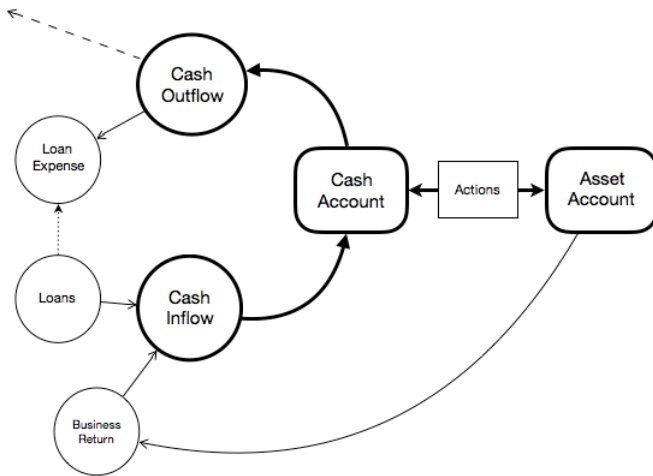 Cash
Outflow
Loan
Expense
Cash
Account
Actions
Asset
Account
Loans
Cash
Inflow
Business
Return